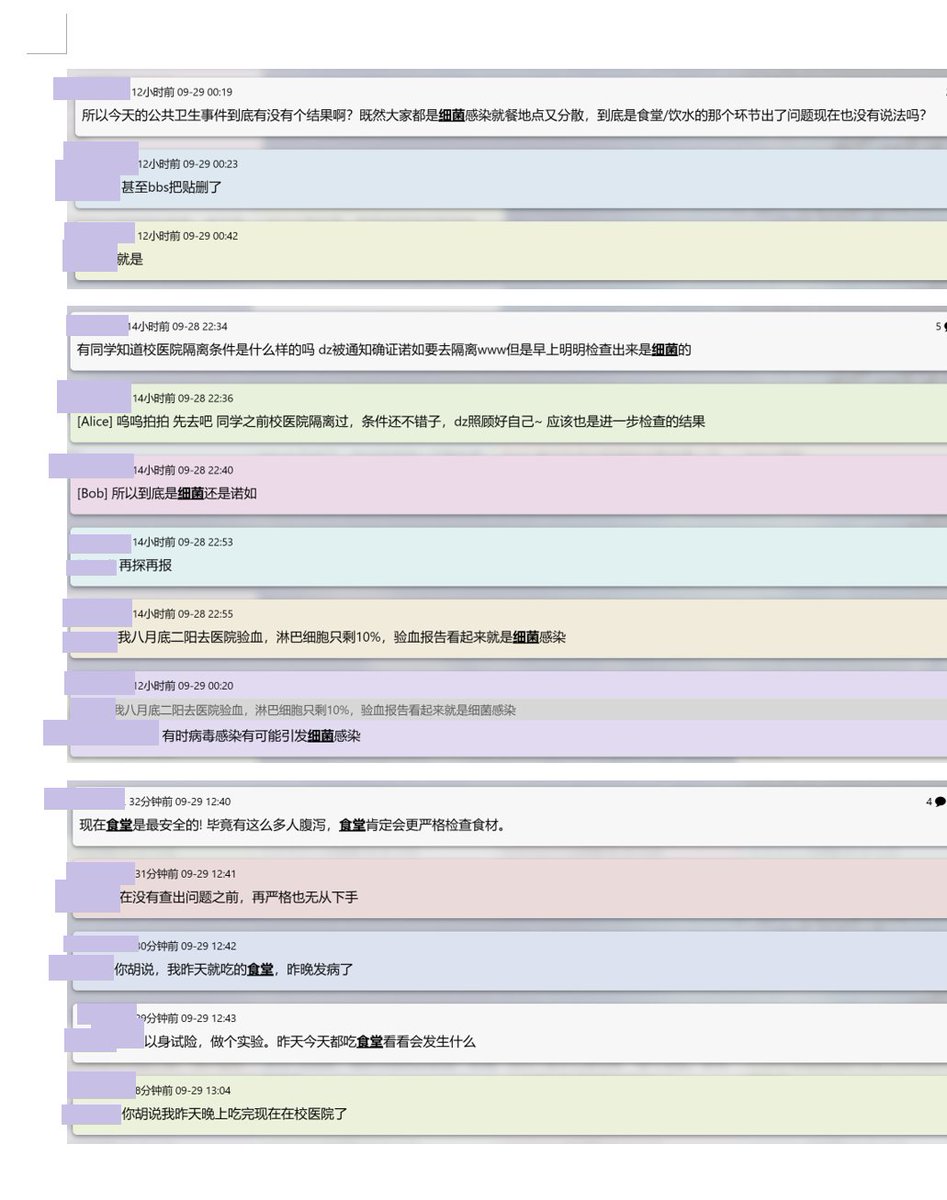 12小时前 09-29 00:19
所以今天的公共卫生事件到底有没有个结果啊？既然大家都是细菌感染就餐地点又分散，到底是食堂/饮水的那个环节出了问题现在也没有说法吗?
12小时前 09-29 00:23
甚至bbs把贴删了
12小时前 09-29 00:42
就是
14小时前 09-28 22:34
5
有同学知道校医院隔离条件是什么样的吗 dz被通知确证诺如要去隔离www但是早上明明检查出来是细菌的
14小时前 09-28 22:36
[Alice] 呜呜拍拍 先去吧 同学之前校医院隔离过，条件还不错子，dz照顾好自己~ 应该也是进一步检查的结果
14小时前 09-28 22:40
[Bob] 所以到底是细菌还是诺如
14小时前 09-28 22:53
再探再报
14小时前 09-28 22:55
我八月底二阳去医院验血，淋巴细胞只剩10%，验血报告看起来就是细菌感染
12小时前 09-29 00:20
我八月底二阳去医院验血，淋巴细胞只剩10%，验血报告看起来就是细菌感染
有时病毒感染有可能引发细菌感染
32分钟前 09-29 12:40
4
现在食堂是最安全的! 毕竟有这么多人腹泻，食堂肯定会更严格检查食材。
31分钟前 09-29 12:41
在没有查出问题之前，再严格也无从下手
30分钟前 09-29 12:42
你胡说，我昨天就吃的食堂，昨晚发病了
29分钟前 09-29 12:43
以身试险，做个实验。昨天今天都吃食堂看看会发生什么
8分钟前 09-29 13:04
你胡说我昨天晚上吃完现在在校医院了